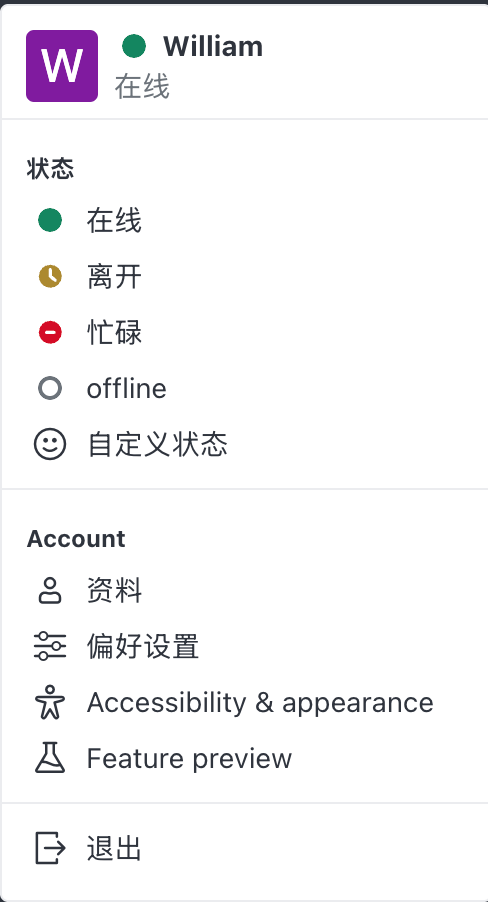 W
William
在线
状态
在线
离开
忙碌
offline
自定义状态
Account
资料
偏好设置
Accessibility & appearance
Feature preview
退出